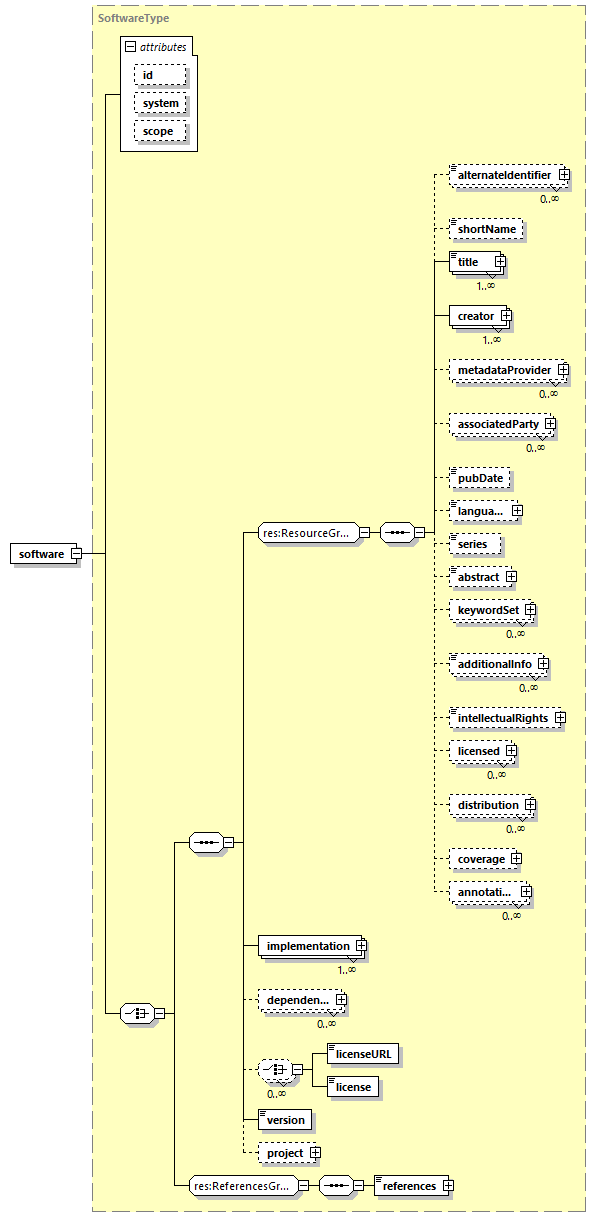 SoftwareType
attributes
id
system
scope
alternateIdentifier
0..∞
shortName
title
1..∞
creator
1..∞
metadataProvider
0..∞
associatedParty
0..∞
pubDate
langua...
software
res:ResourceGr...
series
abstract
keywordSet
0..∞
additionalInfo
0..∞
intellectualRights
licensed
0..∞
distribution
0..∞
coverage
annotati...
0..∞
implementation
1..∞
dependen...
0..∞
licenseURL
license
0..∞
version
project
res:ReferencesGr...
references